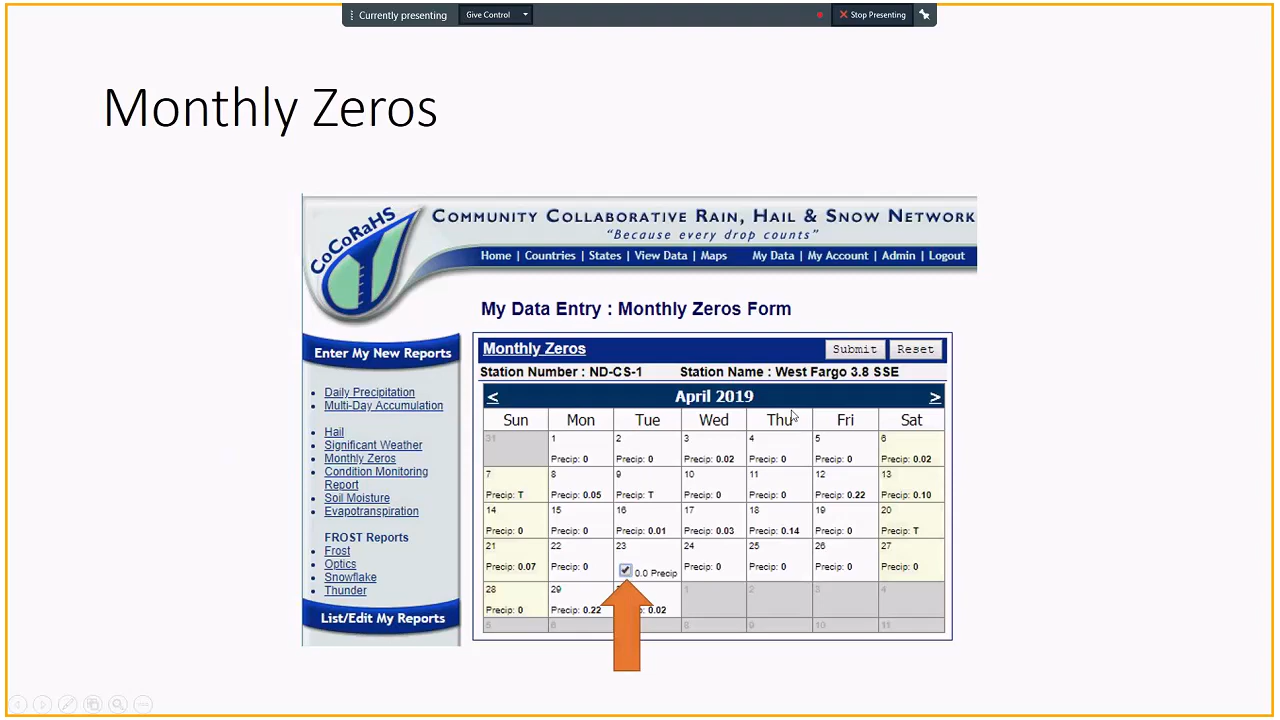 Currently presenting Give Control Stop Presenting
Monthly Zeros
CoCoRaHS
Community Collaborative Rain, Hail & Snow Network
"Because every drop counts"
Home | Countries | States | View Data | Maps My Data | My Account | Admin | Logout
My Data Entry : Monthly Zeros Form
Enter My New Reports
Daily Precipitation
Multi-Day Accumulation
Hail
Significant Weather
Monthly Zeros
Condition Monitoring
Report
Soil Moisture
Evapotranspiration
FROST Reports
Frost
Optics
Snowflake
Thunder
List/Edit My Reports
Monthly Zeros Submit Reset
Station Number : ND-CS-1 Station Name : West Fargo 3.8 SSE
< April 2019 >
Sun Mon Tue Wed Thu Fri Sat
31 1 2 3 4 5 6
Precip: 0 Precip: 0 Precip: 0.02 Precip: 0 Precip: 0 Precip: 0.02
7 8 9 10 11 12 13
Precip: T Precip: 0.05 Precip: T Precip: 0 Precip: 0 Precip: 0.22 Precip: 0.10
14 15 16 17 18 19 20
Precip: 0 Precip: 0 Precip: 0.01 Precip: 0.03 Precip: 0.14 Precip: 0 Precip: T
21 22 23 24 25 26 27
Precip: 0.07 Precip: 0 0.0 Precip Precip: 0 Precip: 0 Precip: 0 Precip: 0
28 29 1 2 3 4
Precip: 0 Precip: 0.22 0.02
5 6 8 9 10 11